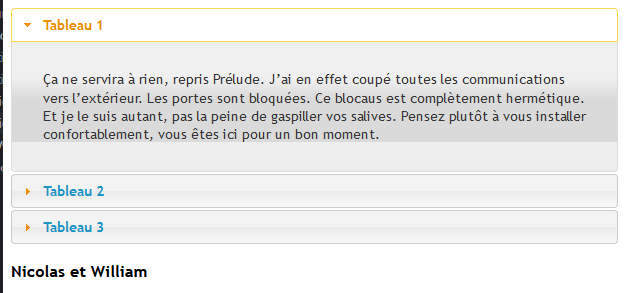 Tableau 1
Ça ne servira à rien, repris Prélude. J’ai en effet coupé toutes les communications
vers l’extérieur. Les portes sont bloquées. Ce blocaus est complètement hermétique.
Et je le suis autant, pas la peine de gaspiller vos salives. Pensez plutôt à vous installer
confortablement, vous êtes ici pour un bon moment.
Tableau 2
Tableau 3
Nicolas et William